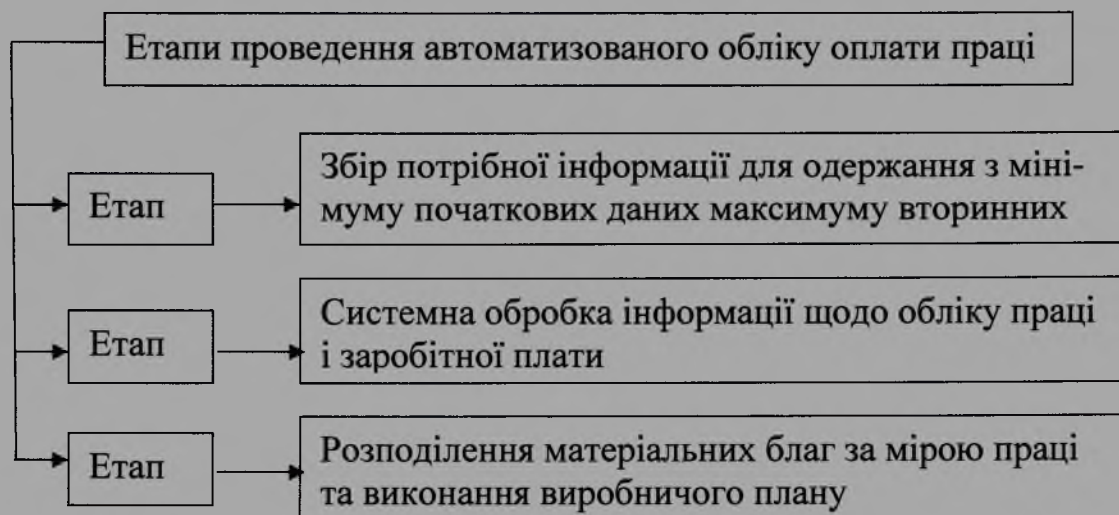 Етапи проведення автоматизованого обліку оплати праці
Етап
Збір потрібної інформації для одержання з міні-
муму початкових даних максимуму вторинних
Етап
Системна обробка інформації щодо обліку праці
і заробітної плати
Етап
Розподілення матеріальних благ за мірою праці
та виконання виробничого плану